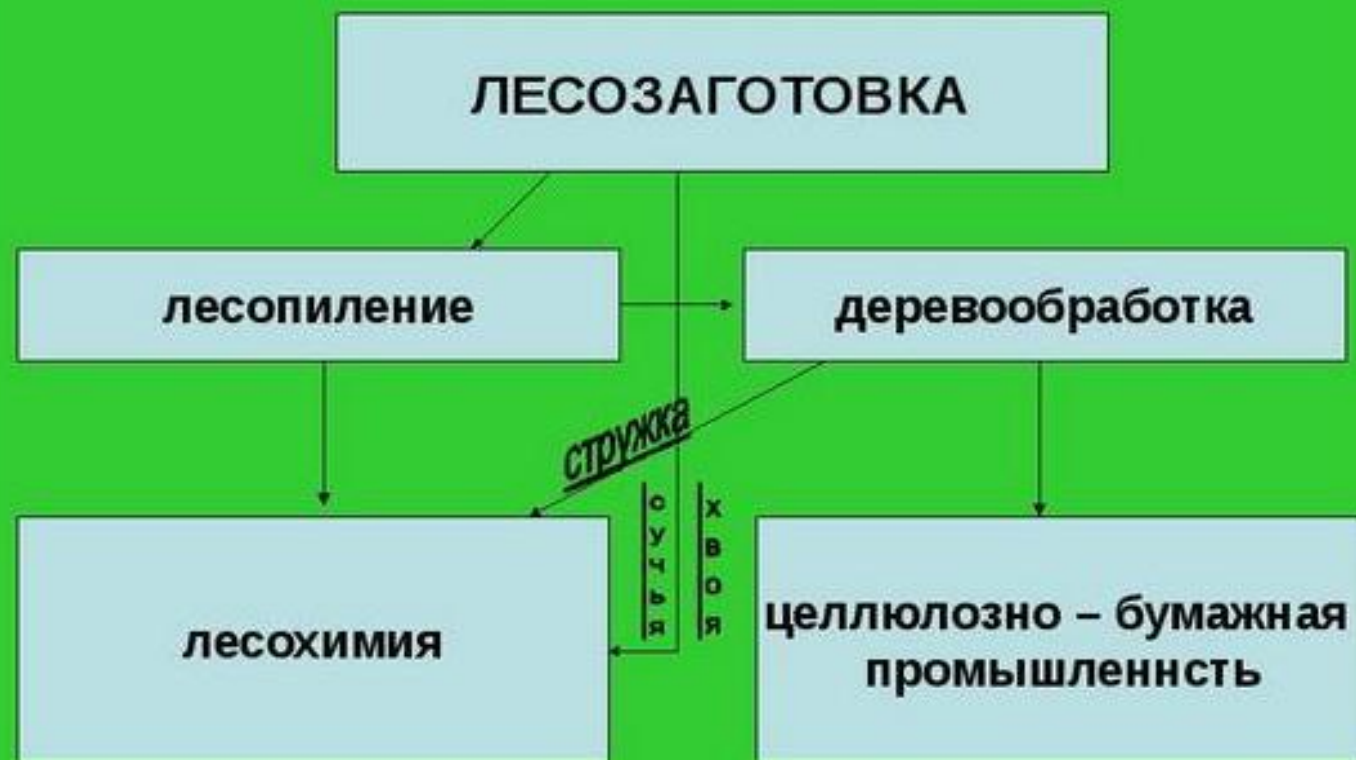 ЛЕСОЗАГОТОВКА
лесопиление
деревообработка
стружка
сучья
хвоя
лесохимия
целлюлозно – бумажная
промышленнсть